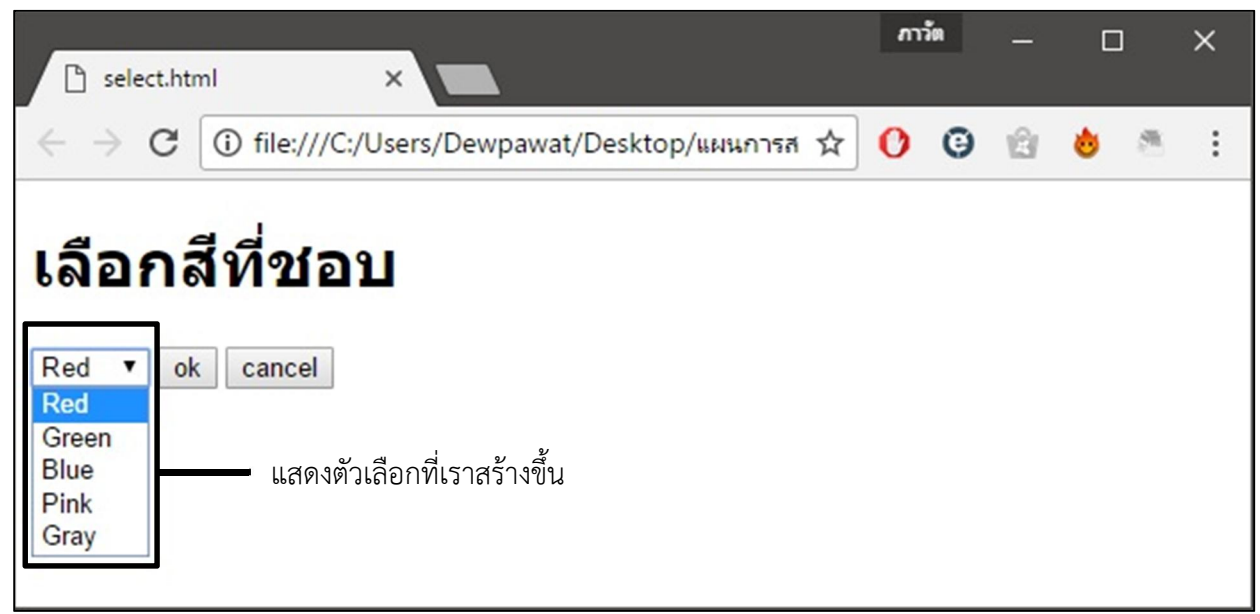 ภาวัต
select.html
file:///C:/Users/Dewpawat/Desktop/แผนการส
เลือกสีที่ชอบ
Red ok cancel
Red
Green
Blue
Pink
Gray
แสดงตัวเลือกที่เราสร้างขึ้น